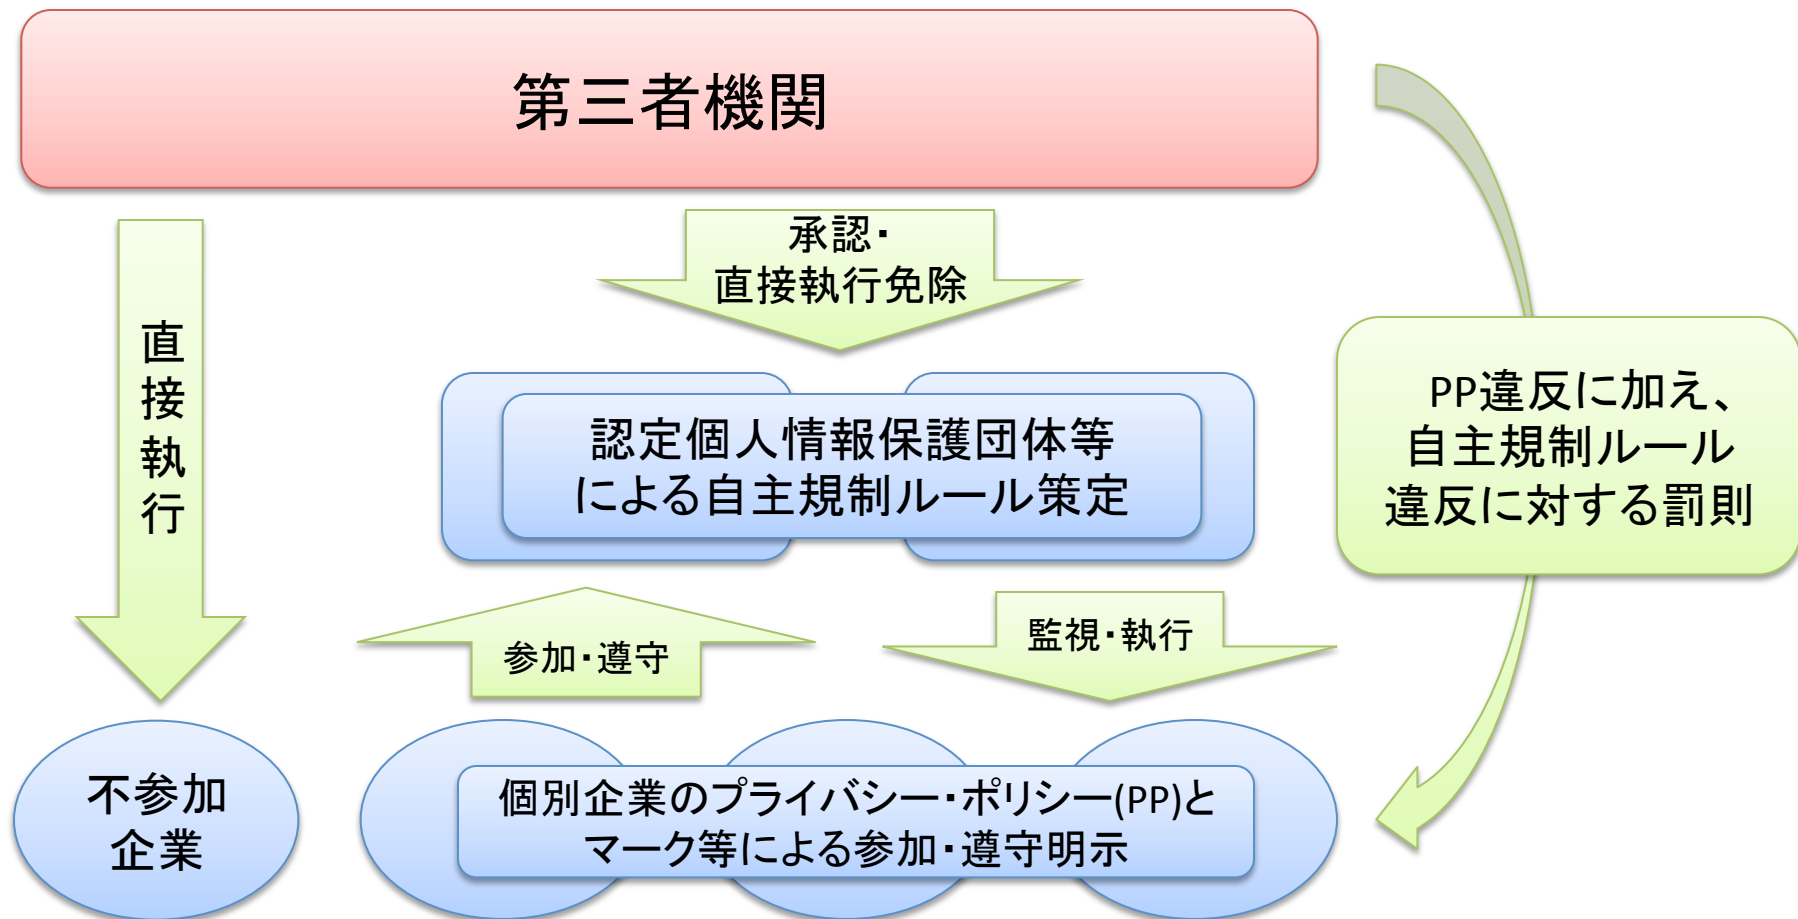 第三者機関
承認・
直接執行免除
直接執行
認定個人情報保護団体等
による自主規制ルール策定
PP違反に加え、
自主規制ルール
違反に対する罰則
参加・遵守
監視・執行
不参加
企業
個別企業のプライバシー・ポリシー(PP)と
マーク等による参加・遵守明示